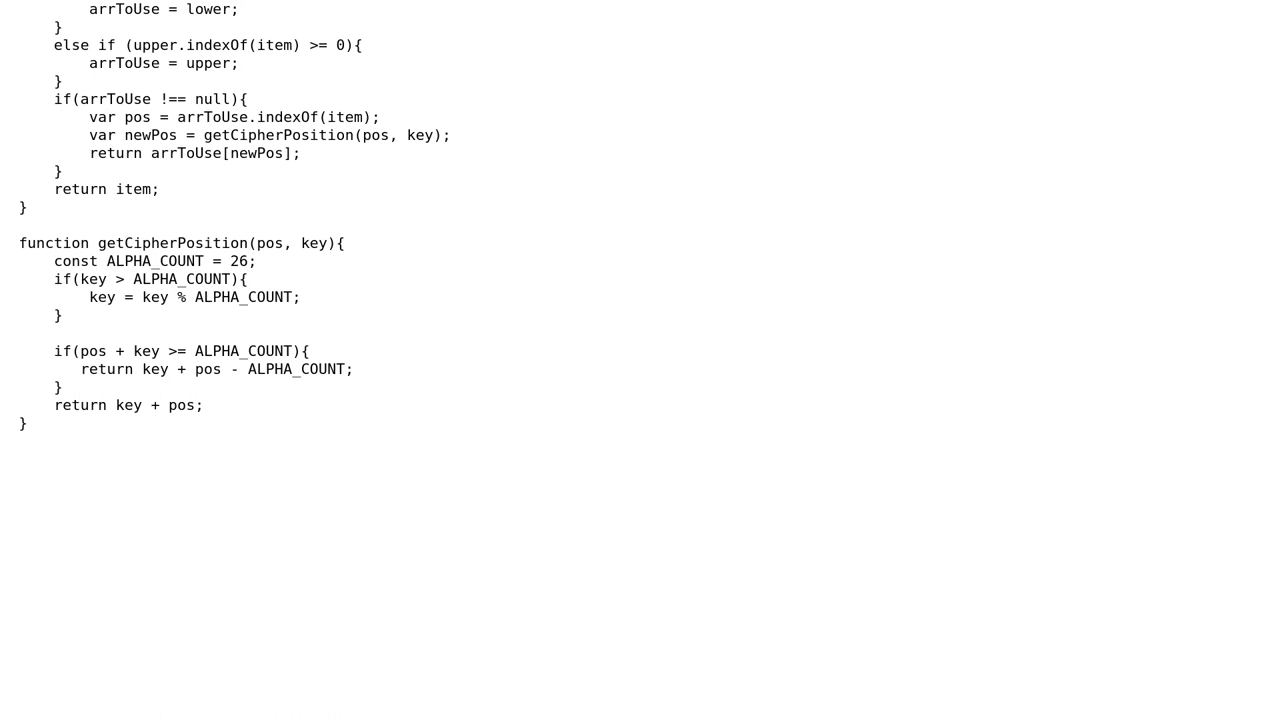 arrToUse = lower;
    }
    else if (upper.indexOf(item) >= 0){
        arrToUse = upper;
    }
    if(arrToUse !== null){
        var pos = arrToUse.indexOf(item);
        var newPos = getCipherPosition(pos, key);
        return arrToUse[newPos];
    }
    return item;
}

function getCipherPosition(pos, key){
    const ALPHA_COUNT = 26;
    if(key > ALPHA_COUNT){
        key = key % ALPHA_COUNT;
    }

    if(pos + key >= ALPHA_COUNT){
       return key + pos - ALPHA_COUNT;
    }
    return key + pos;
}